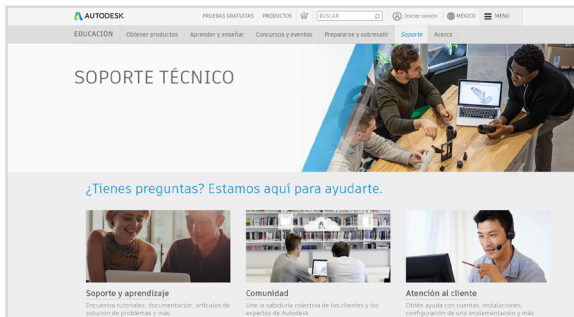 AUTODESK.
PRUEBAS GRATUITAS PRODUCTOS BUSCAR Iniciar sesión MÉXICO MENÚ
EDUCACIÓN Obtener productos Aprender y enseñar Concursos y eventos Prepararse y sobresalir Soporte Acerca
SOPORTE TÉCNICO
¿Tienes preguntas? Estamos aquí para ayudarte.
Soporte y aprendizaje
Encuentra tutoriales, documentación, artículos de
solución de problemas y más.
Comunidad
Une la sabiduría colectiva de los clientes y los
expertos de Autodesk.
Atención al cliente
Obtén ayuda con cuentas, instalaciones,
configuración de una implementación y más.